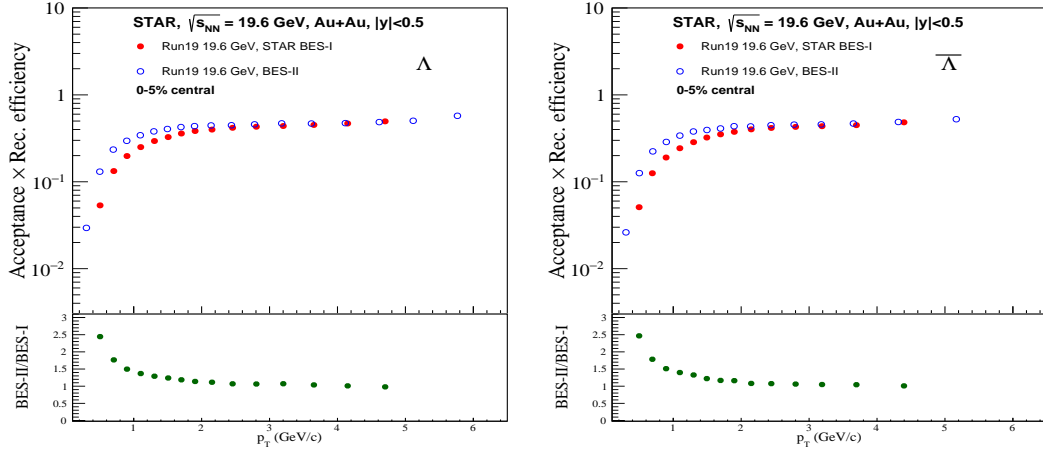 STAR, √s_NN = 19.6 GeV, Au+Au, |y|<0.5
Run19 19.6 GeV, STAR BES-I
Run19 19.6 GeV, BES-II
0-5% central
Λ
Acceptance × Rec. efficiency
10
1
10⁻¹
10⁻²
BES-II/BES-I
3
2.5
2
1.5
1
0.5
0
1 2 3 4 5 6
p_T (GeV/c)
STAR, √s_NN = 19.6 GeV, Au+Au, |y|<0.5
Run19 19.6 GeV, STAR BES-I
Run19 19.6 GeV, BES-II
0-5% central
Λ̅
Acceptance × Rec. efficiency
10
1
10⁻¹
10⁻²
BES-II/BES-I
3
2.5
2
1.5
1
0.5
0
1 2 3 4 5 6
p_T (GeV/c)